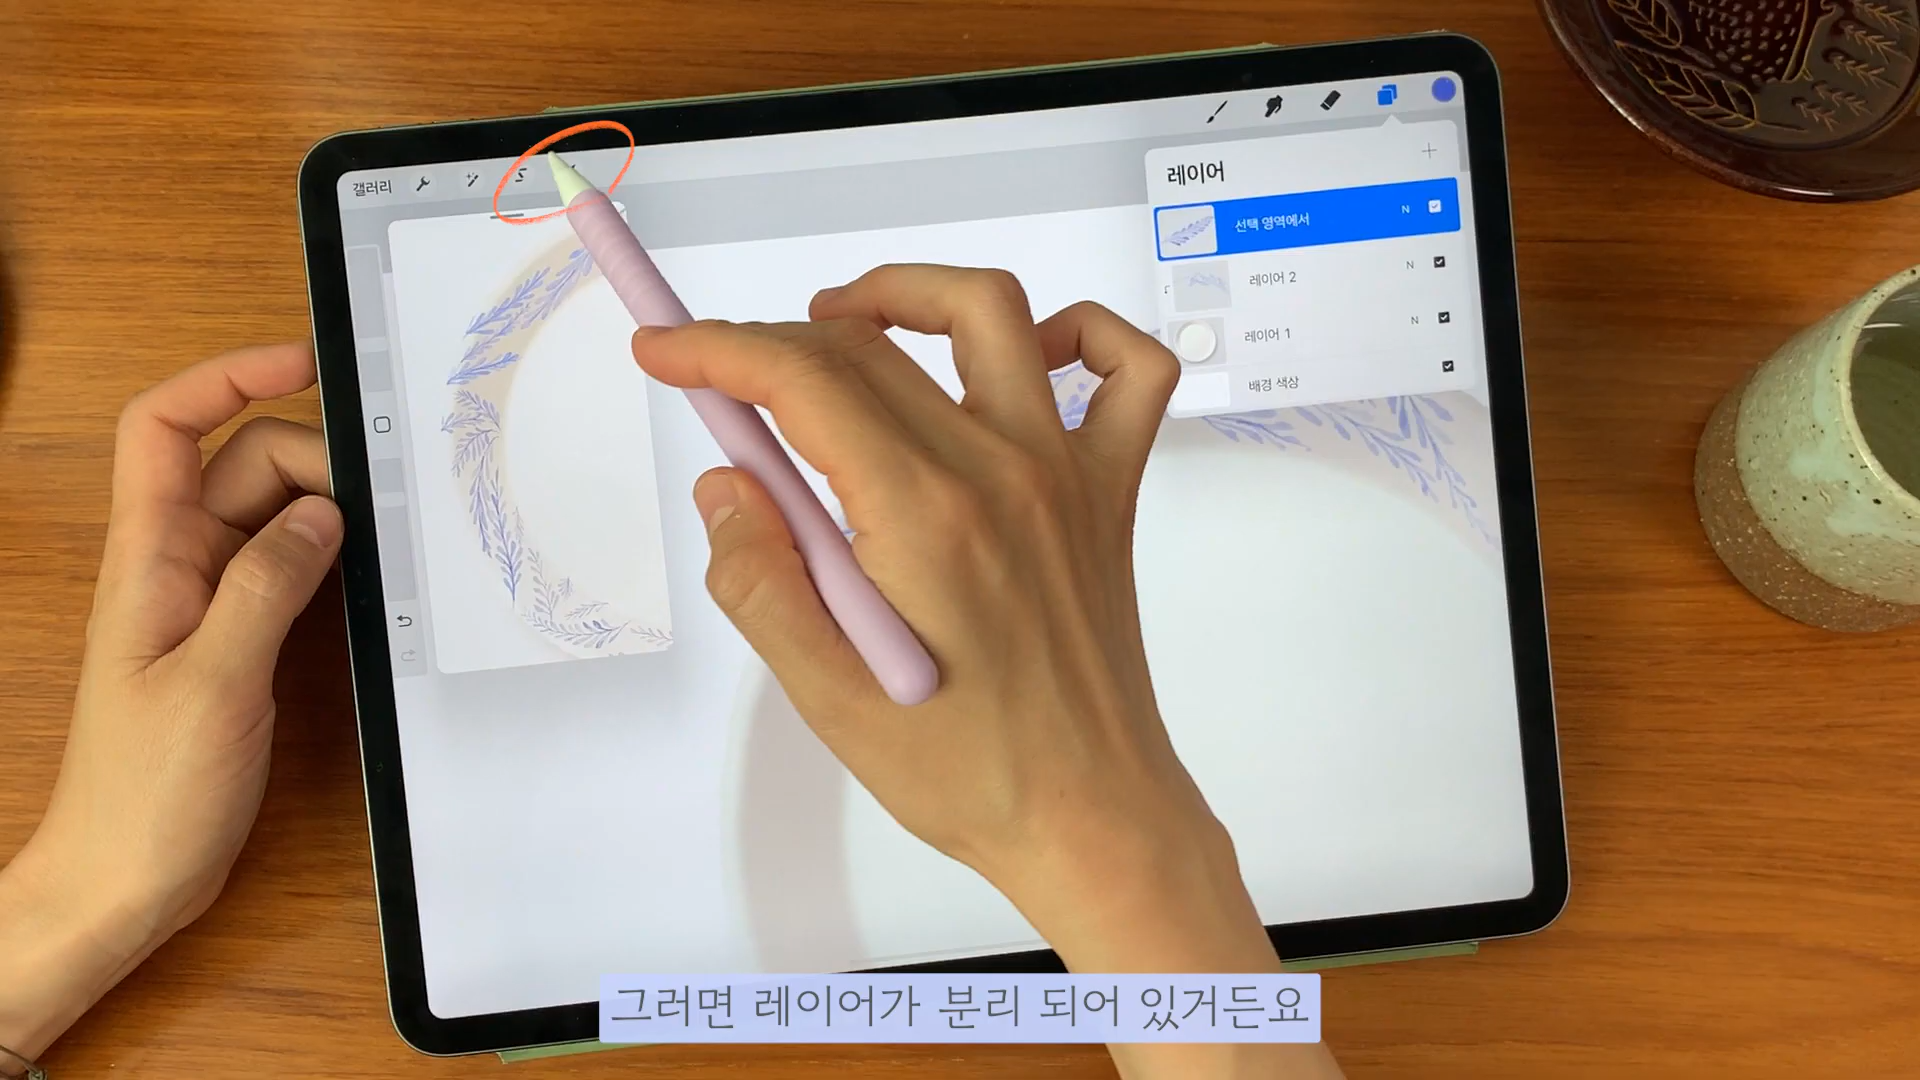 갤러리
레이어
선택 영역에서 N
레이어 2 N
레이어 1 N
배경 색상
그러면 레이어가 분리 되어 있거든요